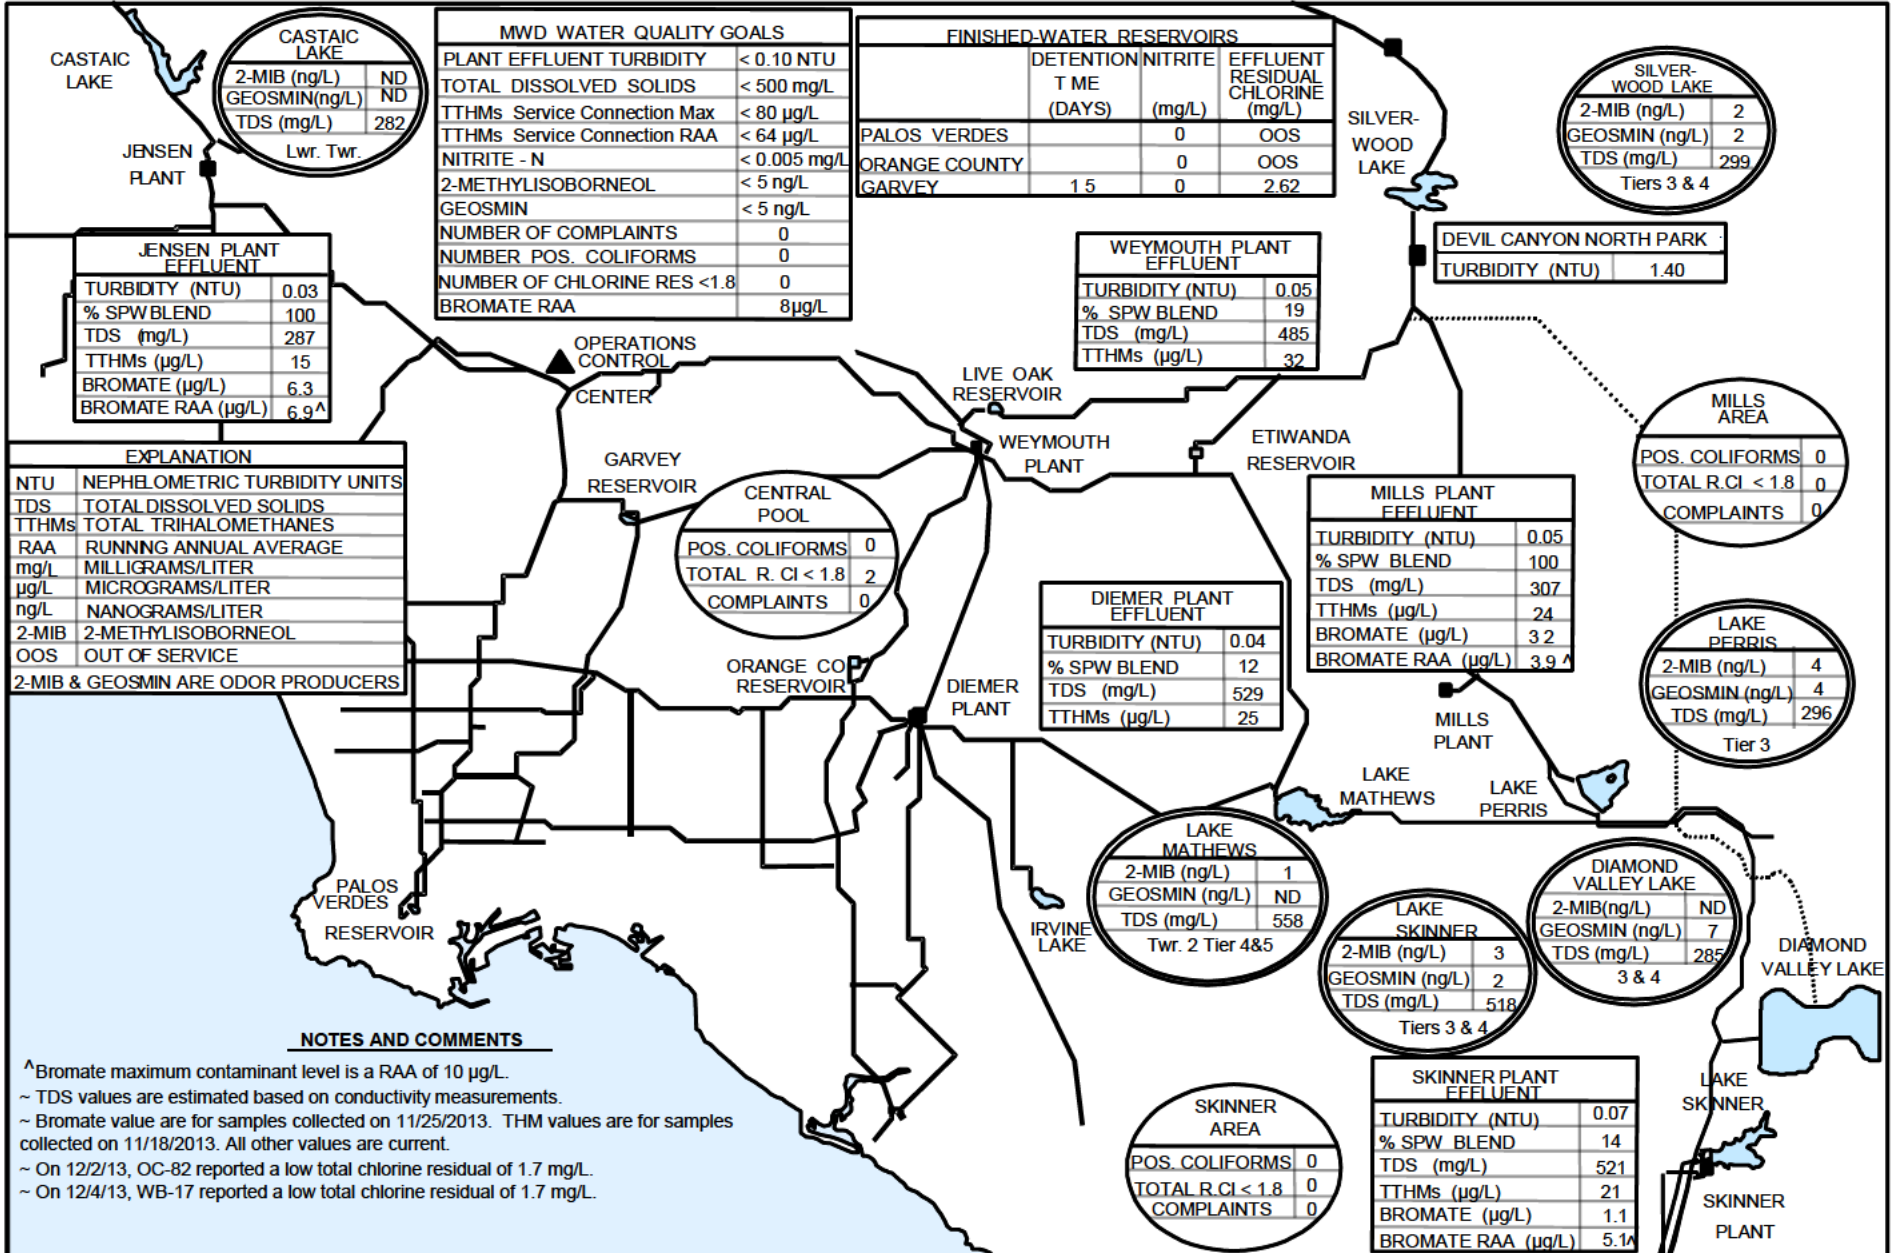 CASTAIC
LAKE
CASTAIC
LAKE
2-MIB (ng/L) ND
GEOSMIN(ng/L) ND
TDS (mg/L) 282
Lwr. Twr.
JENSEN
PLANT
MWD WATER QUALITY GOALS
PLANT EFFLUENT TURBIDITY < 0.10 NTU
TOTAL DISSOLVED SOLIDS < 500 mg/L
TTHMs Service Connection Max < 80 µg/L
TTHMs Service Connection RAA < 64 µg/L
NITRITE - N < 0.005 mg/L
2-METHYLISOBORNEOL < 5 ng/L
GEOSMIN < 5 ng/L
NUMBER OF COMPLAINTS 0
NUMBER POS. COLIFORMS 0
NUMBER OF CHLORINE RES <1.8 0
BROMATE RAA 8µg/L
FINISHED-WATER RESERVOIRS
DETENTION NITRITE EFFLUENT
T ME RESIDUAL
CHLORINE
(DAYS) (mg/L) (mg/L)
PALOS VERDES 0 OOS
ORANGE COUNTY 0 OOS
GARVEY 1 5 0 2.62
SILVER-
WOOD
LAKE
SILVER-
WOOD LAKE
2-MIB (ng/L) 2
GEOSMIN (ng/L) 2
TDS (mg/L) 299
Tiers 3 & 4
DEVIL CANYON NORTH PARK
TURBIDITY (NTU) 1.40
JENSEN PLANT
EFFLUENT
TURBIDITY (NTU) 0.03
% SPW BLEND 100
TDS (mg/L) 287
TTHMs (µg/L) 15
BROMATE (µg/L) 6.3
BROMATE RAA (µg/L) 6.9^
WEYMOUTH PLANT
EFFLUENT
TURBIDITY (NTU) 0.05
% SPW BLEND 19
TDS (mg/L) 485
TTHMs (µg/L) 32
OPERATIONS
CONTROL
CENTER
LIVE OAK
RESERVOIR
WEYMOUTH
PLANT
ETIWANDA
RESERVOIR
MILLS
AREA
POS. COLIFORMS 0
TOTAL R.Cl < 1.8 0
COMPLAINTS 0
EXPLANATION
NTU NEPHELOMETRIC TURBIDITY UNITS
TDS TOTAL DISSOLVED SOLIDS
TTHMs TOTAL TRIHALOMETHANES
RAA RUNNING ANNUAL AVERAGE
mg/L MILLIGRAMS/LITER
µg/L MICROGRAMS/LITER
ng/L NANOGRAMS/LITER
2-MIB 2-METHYLISOBORNEOL
OOS OUT OF SERVICE
2-MIB & GEOSMIN ARE ODOR PRODUCERS
GARVEY
RESERVOIR
CENTRAL
POOL
POS. COLIFORMS 0
TOTAL R. Cl < 1.8 2
COMPLAINTS 0
MILLS PLANT
EFFLUENT
TURBIDITY (NTU) 0.05
% SPW BLEND 100
TDS (mg/L) 307
TTHMs (µg/L) 24
BROMATE (µg/L) 3 2
BROMATE RAA (µg/L) 3.9 ^
DIEMER PLANT
EFFLUENT
TURBIDITY (NTU) 0.04
% SPW BLEND 12
TDS (mg/L) 529
TTHMs (µg/L) 25
LAKE
PERRIS
2-MIB (ng/L) 4
GEOSMIN (ng/L) 4
TDS (mg/L) 296
Tier 3
ORANGE CO
RESERVOIR
DIEMER
PLANT
MILLS
PLANT
LAKE
MATHEWS
LAKE
PERRIS
LAKE
MATHEWS
2-MIB (ng/L) 1
GEOSMIN (ng/L) ND
TDS (mg/L) 558
Twr. 2 Tier 4&5
DIAMOND
VALLEY LAKE
2-MIB(ng/L) ND
GEOSMIN (ng/L) 7
TDS (mg/L) 285
3 & 4
PALOS
VERDES
RESERVOIR
IRVINE
LAKE
LAKE
SKINNER
2-MIB (ng/L) 3
GEOSMIN (ng/L) 2
TDS (mg/L) 518
Tiers 3 & 4
DIAMOND
VALLEY LAKE
NOTES AND COMMENTS
^Bromate maximum contaminant level is a RAA of 10 µg/L.
~ TDS values are estimated based on conductivity measurements.
~ Bromate value are for samples collected on 11/25/2013. THM values are for samples
collected on 11/18/2013. All other values are current.
~ On 12/2/13, OC-82 reported a low total chlorine residual of 1.7 mg/L.
~ On 12/4/13, WB-17 reported a low total chlorine residual of 1.7 mg/L.
SKINNER
AREA
POS. COLIFORMS 0
TOTAL R.Cl < 1.8 0
COMPLAINTS 0
SKINNER PLANT
EFFLUENT
TURBIDITY (NTU) 0.07
% SPW BLEND 14
TDS (mg/L) 521
TTHMs (µg/L) 21
BROMATE (µg/L) 1.1
BROMATE RAA (µg/L) 5.1^
LAKE
SKINNER
SKINNER
PLANT